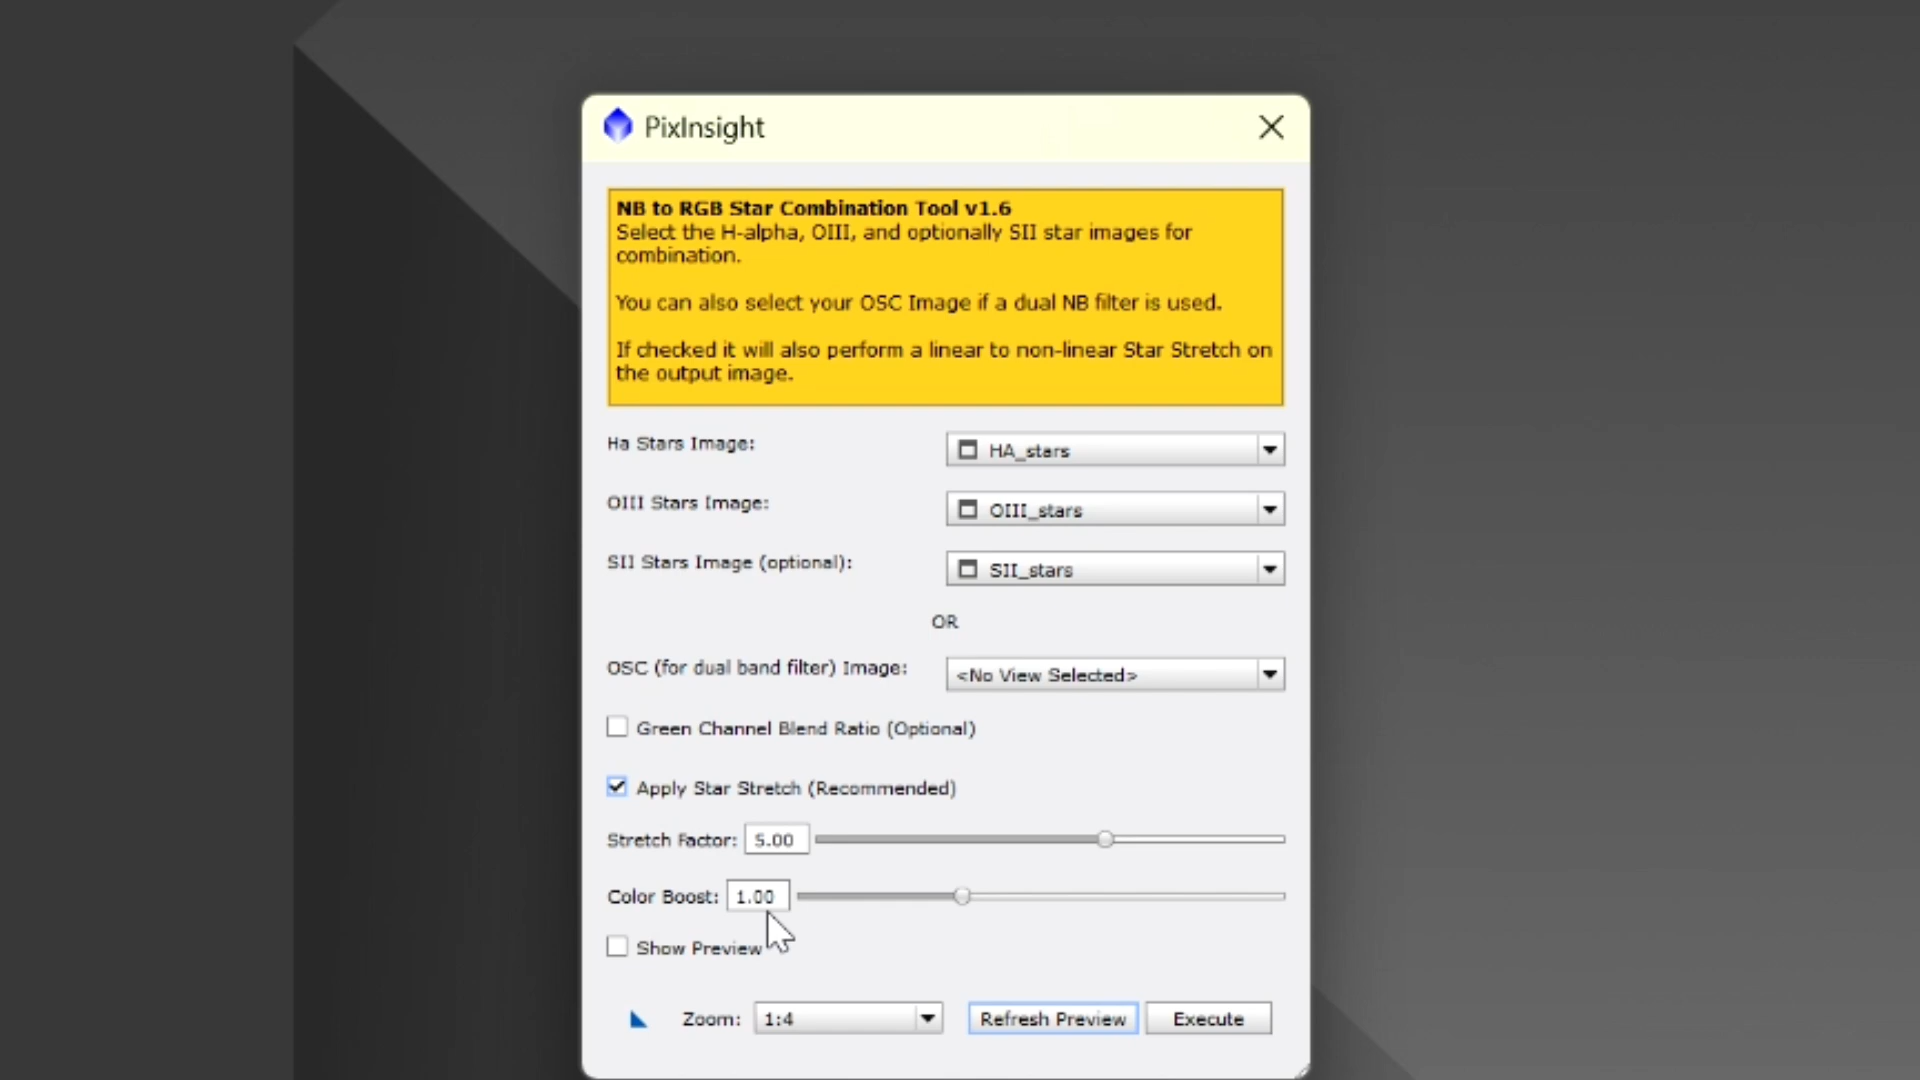 PixInsight
NB to RGB Star Combination Tool v1.6
Select the H-alpha, OIII, and optionally SII star images for
combination.
You can also select your OSC Image if a dual NB filter is used.
If checked it will also perform a linear to non-linear Star Stretch on
the output image.
Ha Stars Image: HA_stars
OIII Stars Image: OIII_stars
SII Stars Image (optional): SII_stars
OR
OSC (for dual band filter) Image: <No View Selected>
Green Channel Blend Ratio (Optional)
Apply Star Stretch (Recommended)
Stretch Factor: 5.00
Color Boost: 1.00
Show Preview
Zoom: 1:4 Refresh Preview Execute